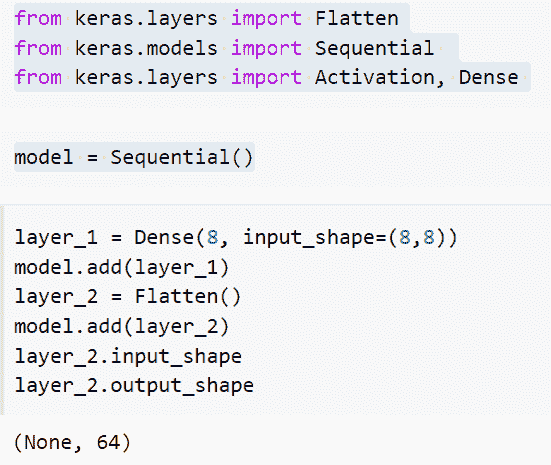 from keras.layers import Flatten
from keras.models import Sequential
from keras.layers import Activation, Dense
model = Sequential()
layer_1 = Dense(8, input_shape=(8,8))
model.add(layer_1)
layer_2 = Flatten()
model.add(layer_2)
layer_2.input_shape
layer_2.output_shape
(None, 64)